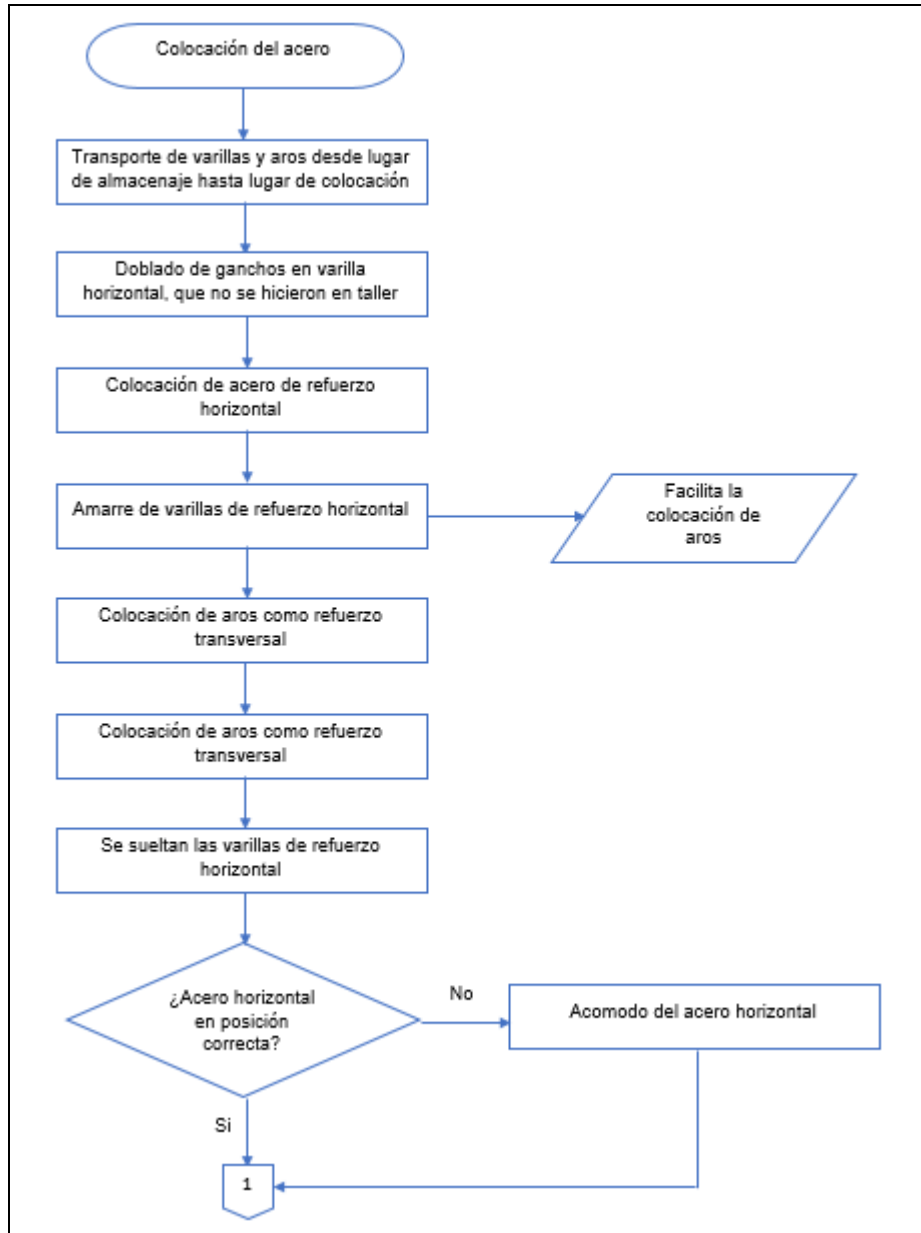 Colocación del acero
Transporte de varillas y aros desde lugar
de almacenaje hasta lugar de colocación
Doblado de ganchos en varilla
horizontal, que no se hicieron en taller
Colocación de acero de refuerzo
horizontal
Amarre de varillas de refuerzo horizontal
Facilita la
colocación de
aros
Colocación de aros como refuerzo
transversal
Colocación de aros como refuerzo
transversal
Se sueltan las varillas de refuerzo
horizontal
¿Acero horizontal
en posición
correcta?
No
Acomodo del acero horizontal
Si
1